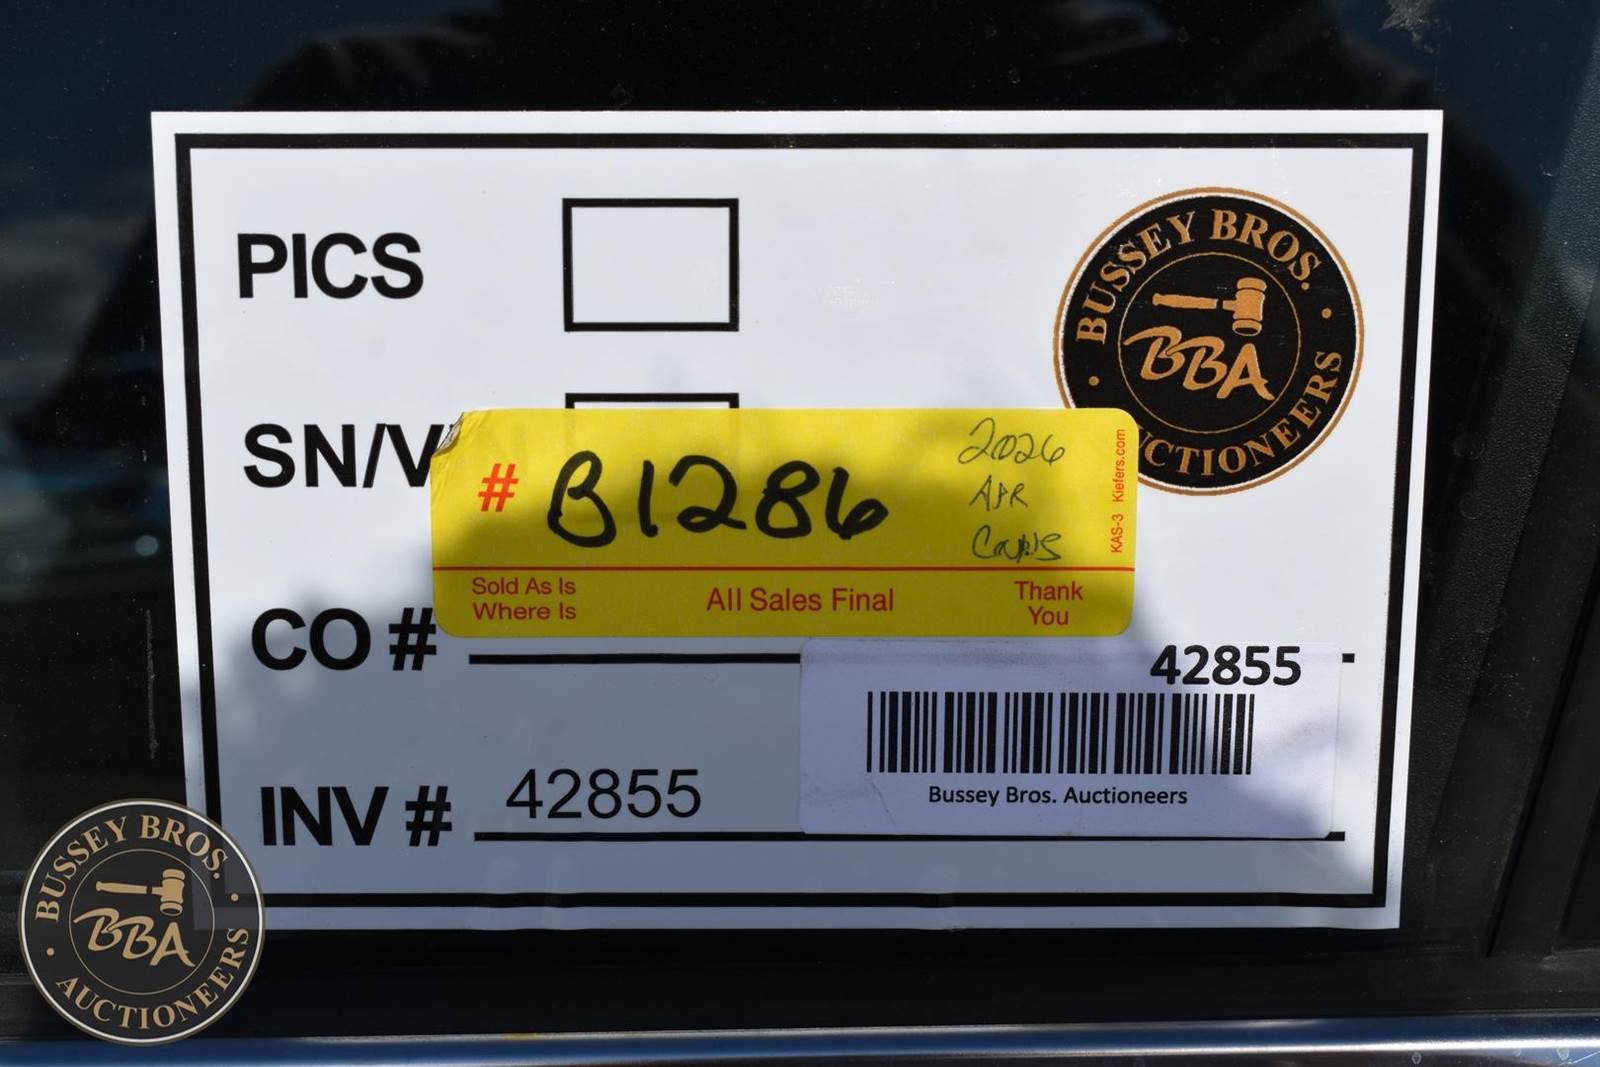 PICS
BUSSEY BROS.
BBA
AUCTIONEERS
SN/VIN
# B1286
2026
APR
KAS-3 Kiefers.com
Sold As Is
Where Is
All Sales Final
Thank
You
CO #
42855
Bussey Bros. Auctioneers
INV # 42855
BUSSEY BROS.
BBA
AUCTIONEERS